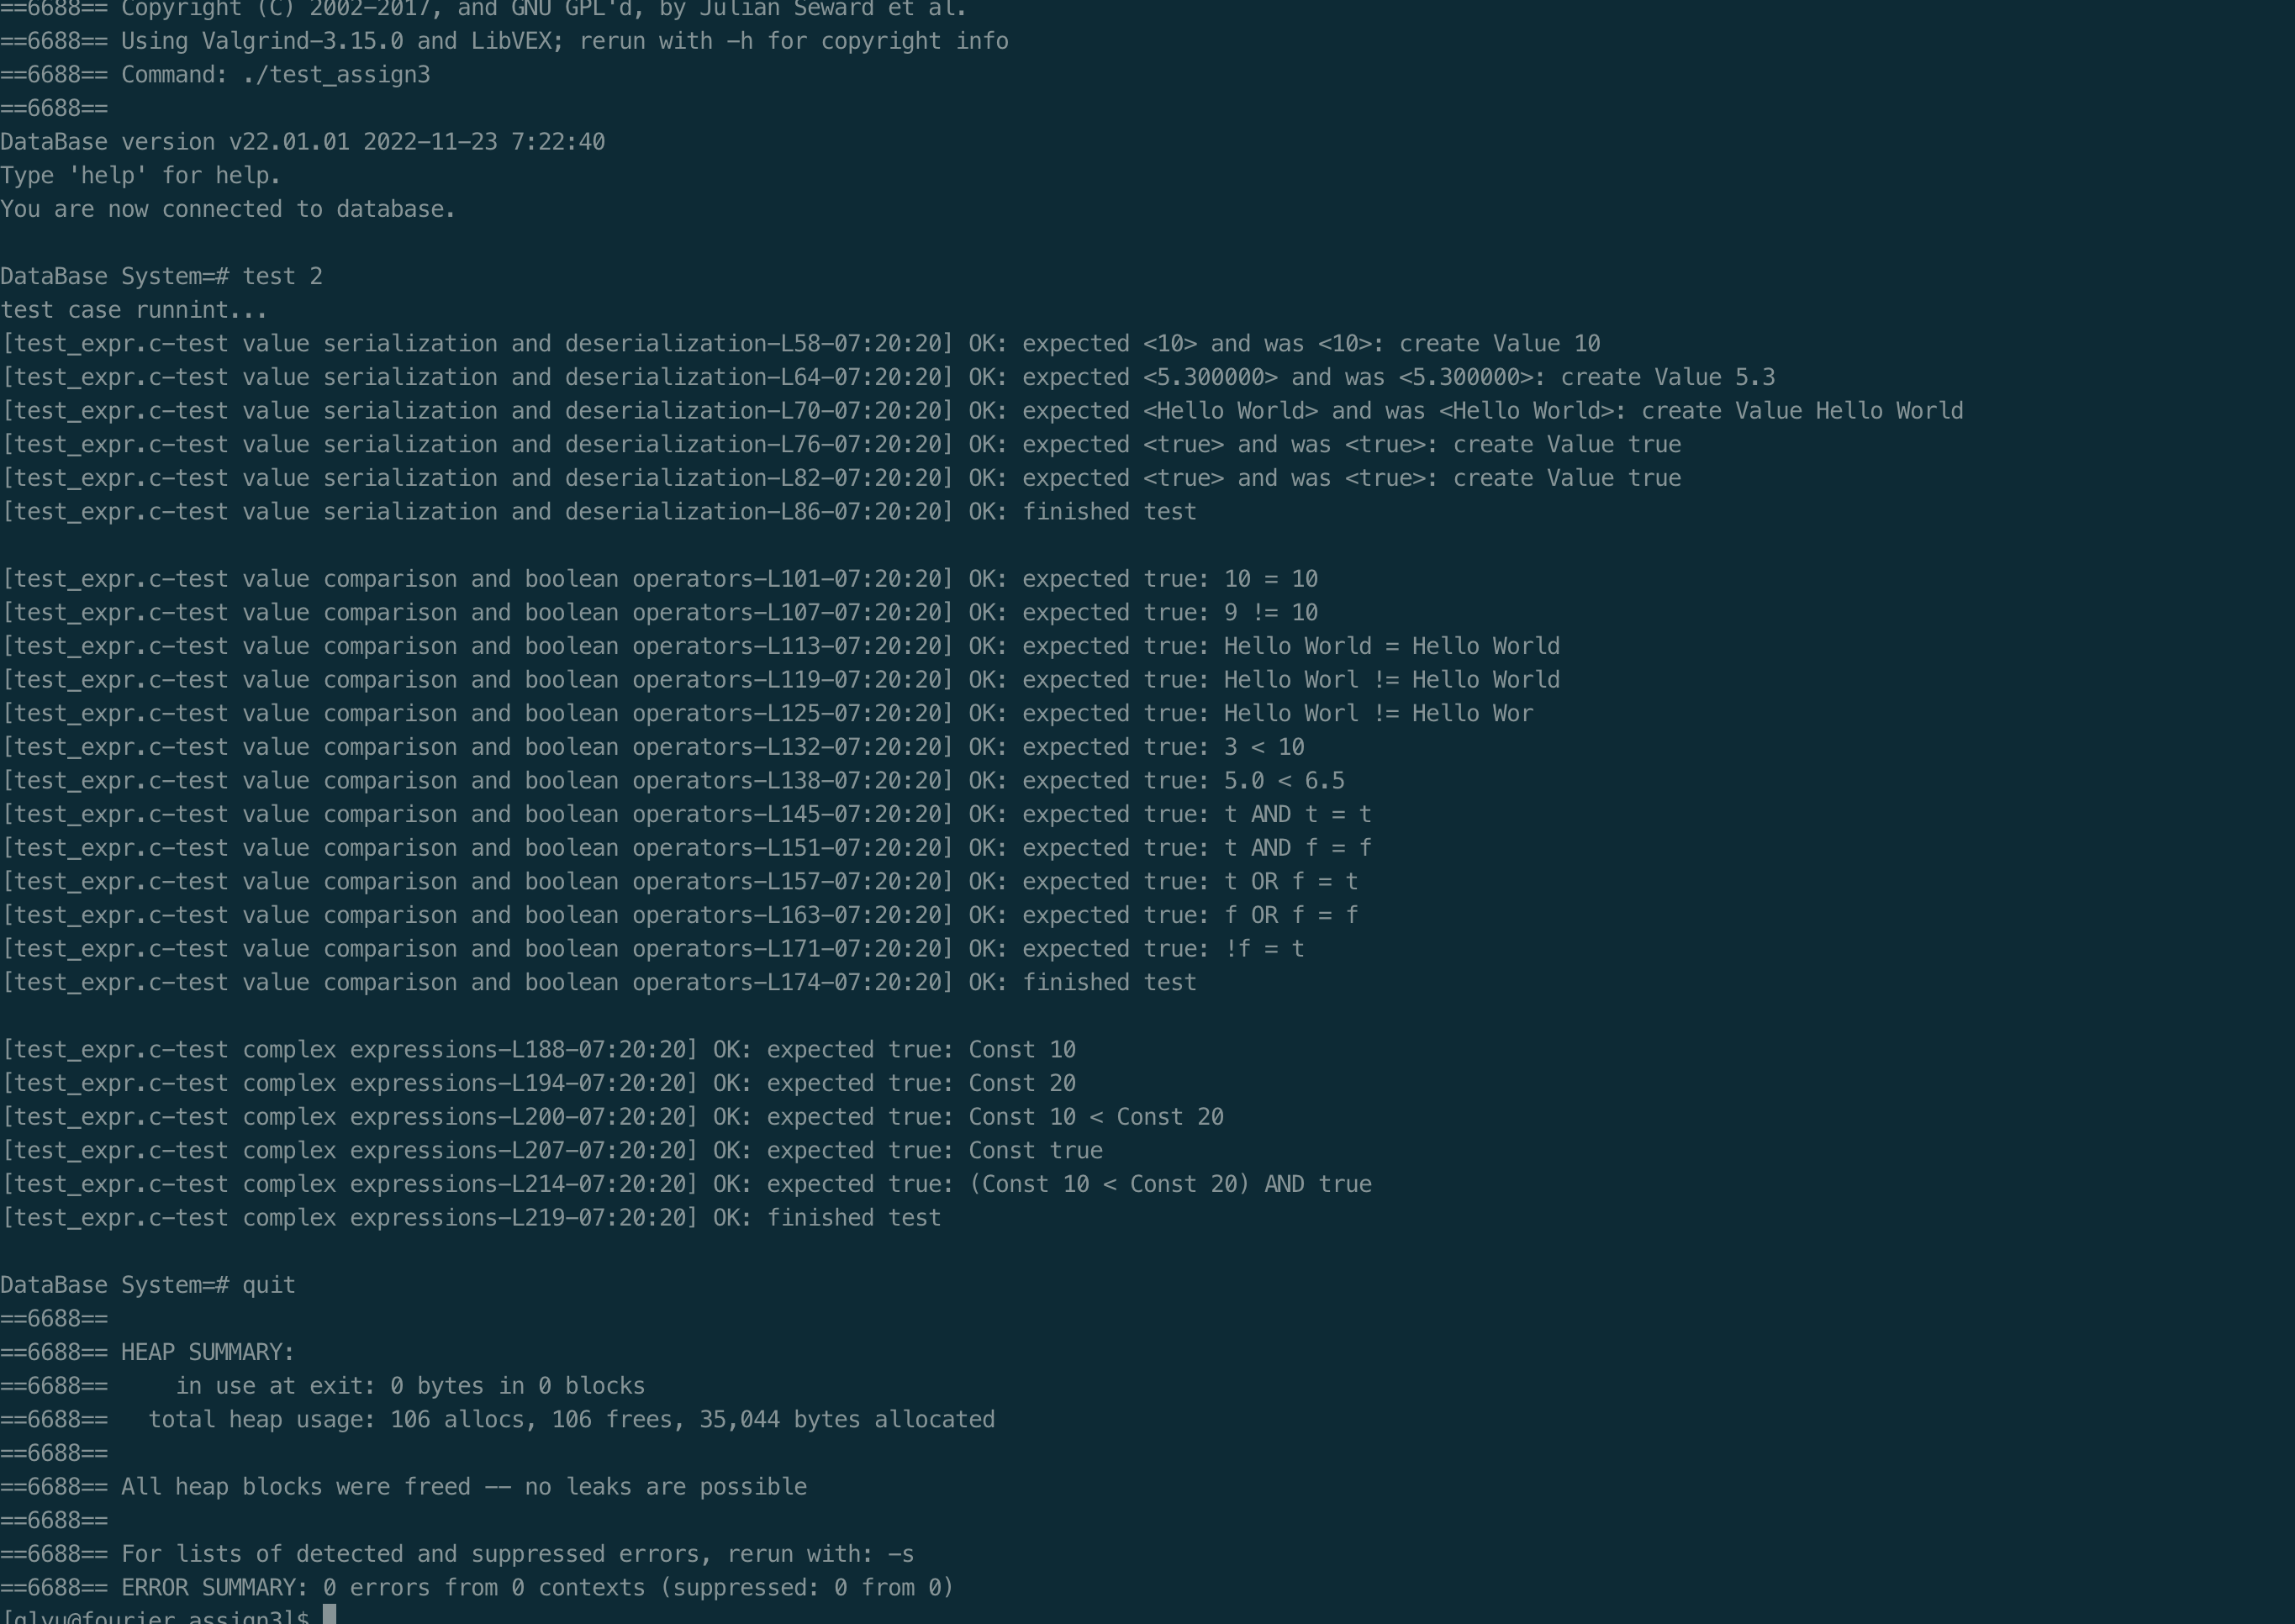 ==6688== Copyright (C) 2002-2017, and GNU GPL'd, by Julian Seward et al.
==6688== Using Valgrind-3.15.0 and LibVEX; rerun with -h for copyright info
==6688== Command: ./test_assign3
==6688==
DataBase version v22.01.01 2022-11-23 7:22:40
Type 'help' for help.
You are now connected to database.
DataBase System=# test 2
test case runnint...
[test_expr.c-test value serialization and deserialization-L58-07:20:20] OK: expected <10> and was <10>: create Value 10
[test_expr.c-test value serialization and deserialization-L64-07:20:20] OK: expected <5.300000> and was <5.300000>: create Value 5.3
[test_expr.c-test value serialization and deserialization-L70-07:20:20] OK: expected <Hello World> and was <Hello World>: create Value Hello World
[test_expr.c-test value serialization and deserialization-L76-07:20:20] OK: expected <true> and was <true>: create Value true
[test_expr.c-test value serialization and deserialization-L82-07:20:20] OK: expected <true> and was <true>: create Value true
[test_expr.c-test value serialization and deserialization-L86-07:20:20] OK: finished test
[test_expr.c-test value comparison and boolean operators-L101-07:20:20] OK: expected true: 10 = 10
[test_expr.c-test value comparison and boolean operators-L107-07:20:20] OK: expected true: 9 != 10
[test_expr.c-test value comparison and boolean operators-L113-07:20:20] OK: expected true: Hello World = Hello World
[test_expr.c-test value comparison and boolean operators-L119-07:20:20] OK: expected true: Hello Worl != Hello World
[test_expr.c-test value comparison and boolean operators-L125-07:20:20] OK: expected true: Hello Worl != Hello Wor
[test_expr.c-test value comparison and boolean operators-L132-07:20:20] OK: expected true: 3 < 10
[test_expr.c-test value comparison and boolean operators-L138-07:20:20] OK: expected true: 5.0 < 6.5
[test_expr.c-test value comparison and boolean operators-L145-07:20:20] OK: expected true: t AND t = t
[test_expr.c-test value comparison and boolean operators-L151-07:20:20] OK: expected true: t AND f = f
[test_expr.c-test value comparison and boolean operators-L157-07:20:20] OK: expected true: t OR f = t
[test_expr.c-test value comparison and boolean operators-L163-07:20:20] OK: expected true: f OR f = f
[test_expr.c-test value comparison and boolean operators-L171-07:20:20] OK: expected true: !f = t
[test_expr.c-test value comparison and boolean operators-L174-07:20:20] OK: finished test
[test_expr.c-test complex expressions-L188-07:20:20] OK: expected true: Const 10
[test_expr.c-test complex expressions-L194-07:20:20] OK: expected true: Const 20
[test_expr.c-test complex expressions-L200-07:20:20] OK: expected true: Const 10 < Const 20
[test_expr.c-test complex expressions-L207-07:20:20] OK: expected true: Const true
[test_expr.c-test complex expressions-L214-07:20:20] OK: expected true: (Const 10 < Const 20) AND true
[test_expr.c-test complex expressions-L219-07:20:20] OK: finished test
DataBase System=# quit
==6688==
==6688== HEAP SUMMARY:
==6688==     in use at exit: 0 bytes in 0 blocks
==6688==   total heap usage: 106 allocs, 106 frees, 35,044 bytes allocated
==6688==
==6688== All heap blocks were freed -- no leaks are possible
==6688==
==6688== For lists of detected and suppressed errors, rerun with: -s
==6688== ERROR SUMMARY: 0 errors from 0 contexts (suppressed: 0 from 0)
assign3]$